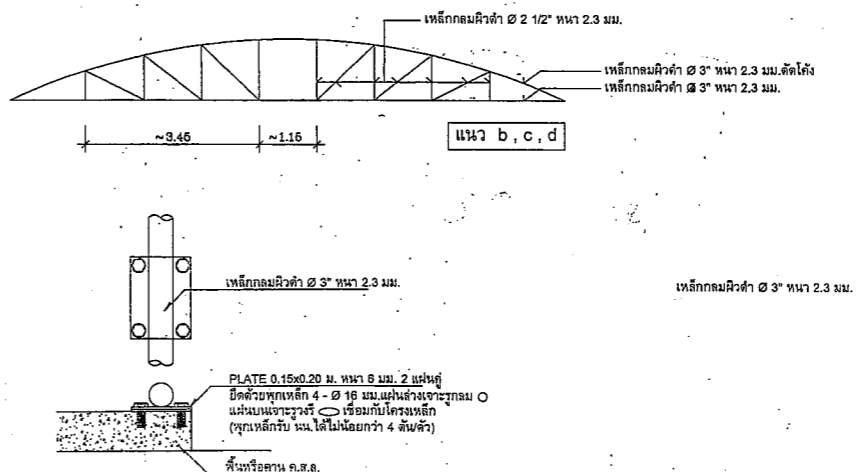 เหล็กกลมผิวดำ Ø 2 1/2" หนา 2.3 มม.
เหล็กกลมผิวดำ Ø 3" หนา 2.3 มม.ดัดโค้ง
เหล็กกลมผิวดำ Ø 3" หนา 2.3 มม.
~3.45
~1.15
แนว b , c , d
เหล็กกลมผิวดำ Ø 3" หนา 2.3 มม.
เหล็กกลมผิวดำ Ø 3" หนา 2.3 มม.
PLATE 0.15x0.20 ม. หนา 6 มม. 2 แผ่นคู่
ยึดด้วยพุกเหล็ก 4 - Ø 16 มม.แผ่นล่างเจาะรูกลม
แผ่นบนเจาะรูวงรี เชื่อมกับโครงเหล็ก
(พุกเหล็กรับ นน.ได้ไม่น้อยกว่า 4 ตัน/ตัว)
พื้นหรือคาน ค.ส.ล.